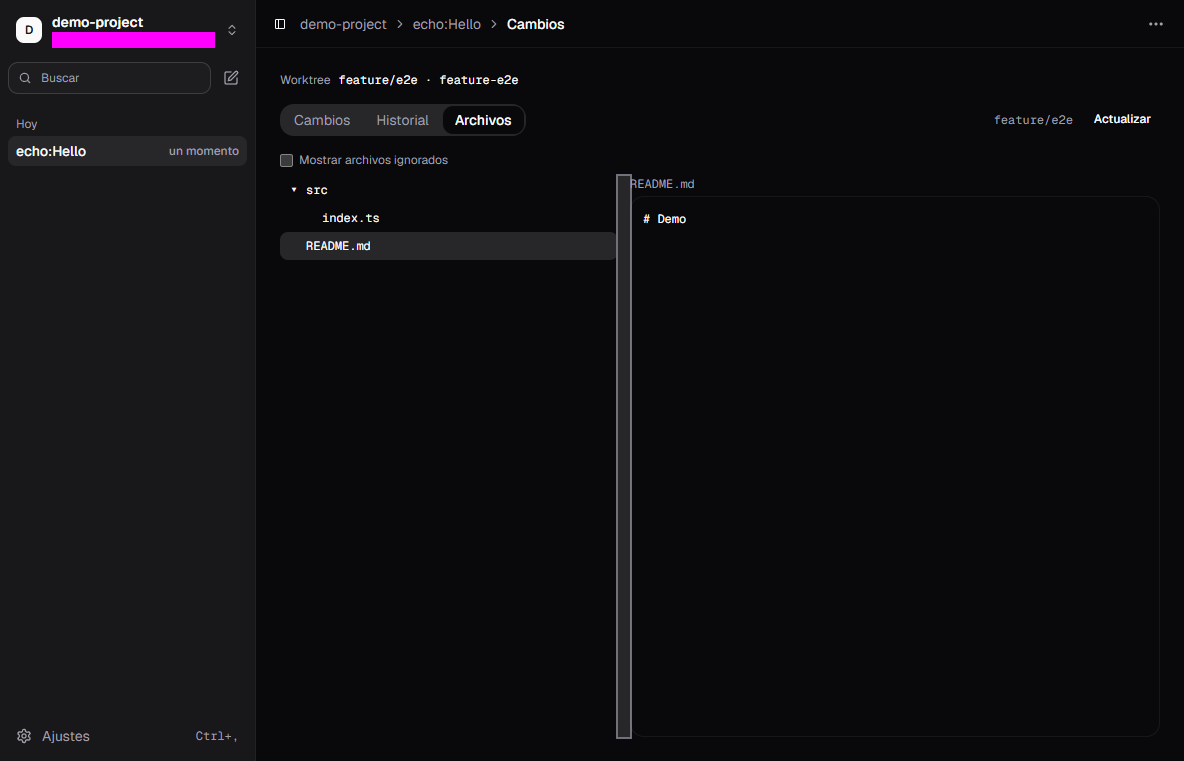 D
demo-project
Buscar
Hoy
echo:Hello
un momento
Ajustes
Ctrl+,
demo-project > echo:Hello > Cambios
Worktree feature/e2e · feature-e2e
Cambios
Historial
Archivos
feature/e2e
Actualizar
Mostrar archivos ignorados
src
index.ts
README.md
README.md
# Demo